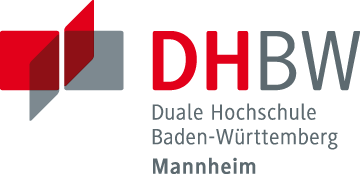 DHBW
Duale Hochschule
Baden-Württemberg
Mannheim